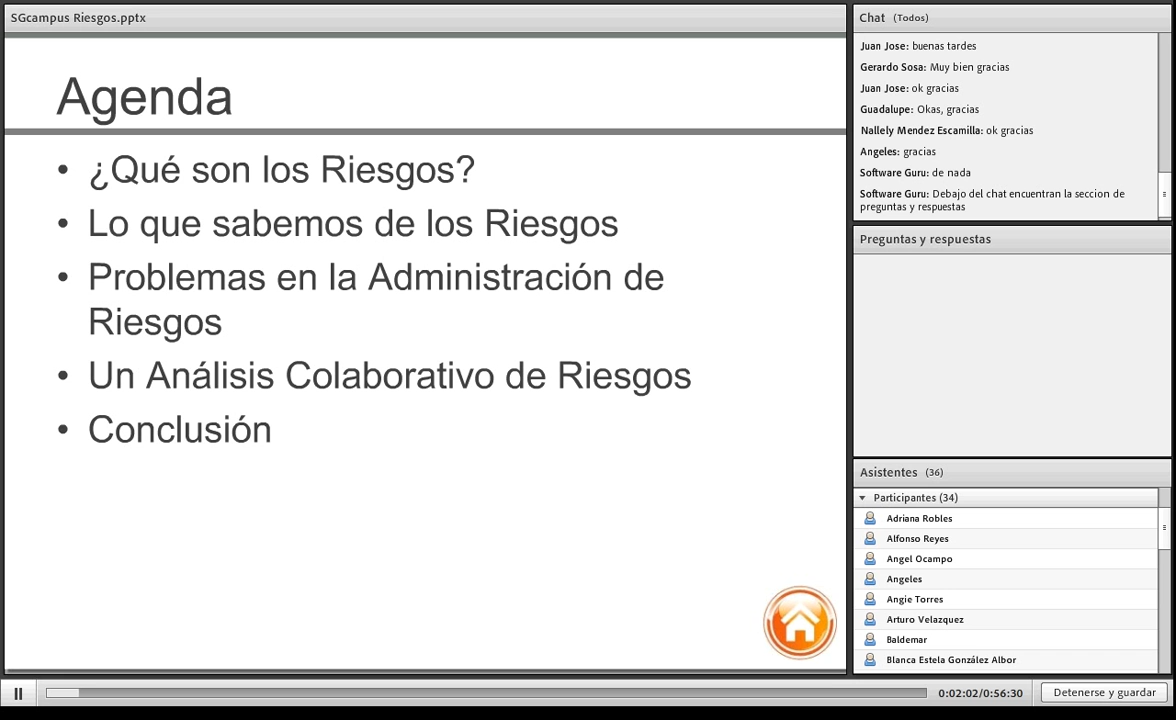 SGcampus Riesgos.pptx
Agenda
• ¿Qué son los Riesgos?
• Lo que sabemos de los Riesgos
• Problemas en la Administración de
Riesgos
• Un Análisis Colaborativo de Riesgos
• Conclusión
Chat (Todos)
Juan Jose: buenas tardes
Gerardo Sosa: Muy bien gracias
Juan Jose: ok gracias
Guadalupe: Okas, gracias
Nallely Mendez Escamilla: ok gracias
Angeles: gracias
Software Guru: de nada
Software Guru: Debajo del chat encuentran la seccion de
preguntas y respuestas
Preguntas y respuestas
Asistentes (36)
Participantes (34)
Adriana Robles
Alfonso Reyes
Angel Ocampo
Angeles
Angie Torres
Arturo Velazquez
Baldemar
Blanca Estela González Albor
0:02:02/0:56:30
Detenerse y guardar